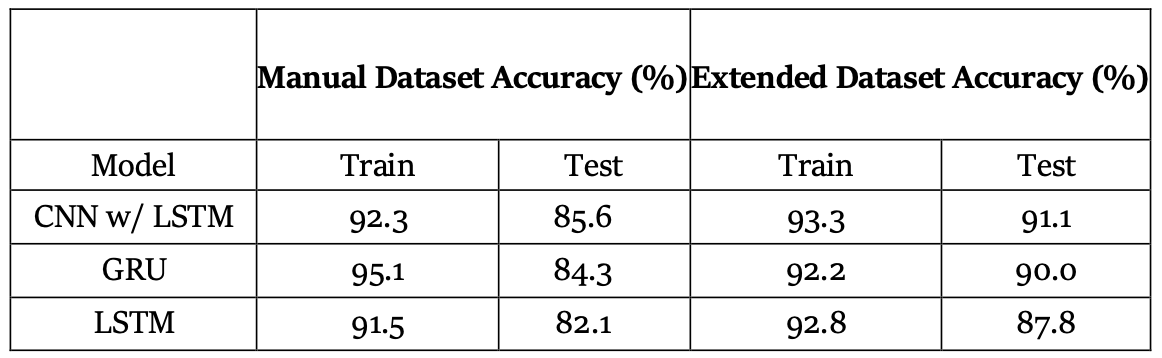 Manual Dataset Accuracy (%) Extended Dataset Accuracy (%)
Model Train Test Train Test
CNN w/ LSTM 92.3 85.6 93.3 91.1
GRU 95.1 84.3 92.2 90.0
LSTM 91.5 82.1 92.8 87.8